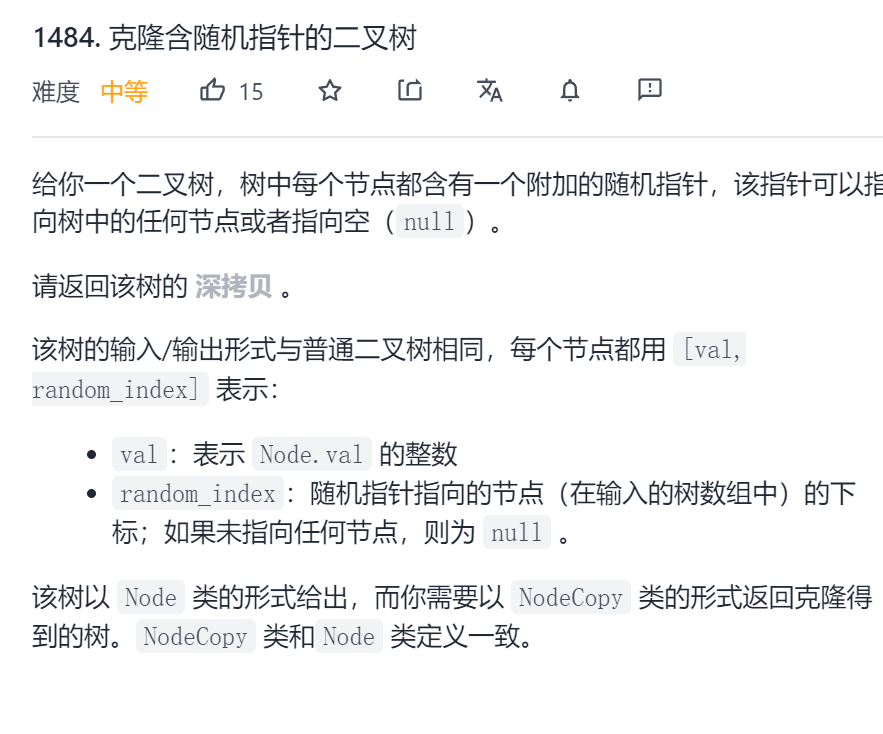 1484. 克隆含随机指针的二叉树
难度 中等 15
给你一个二叉树，树中每个节点都含有一个附加的随机指针，该指针可以指
向树中的任何节点或者指向空（null）。
请返回该树的 深拷贝 。
该树的输入/输出形式与普通二叉树相同，每个节点都用 [val,
random_index] 表示：
val：表示 Node.val 的整数
random_index：随机指针指向的节点（在输入的树数组中）的下
标；如果未指向任何节点，则为 null 。
该树以 Node 类的形式给出，而你需要以 NodeCopy 类的形式返回克隆得
到的树。NodeCopy 类和Node 类定义一致。